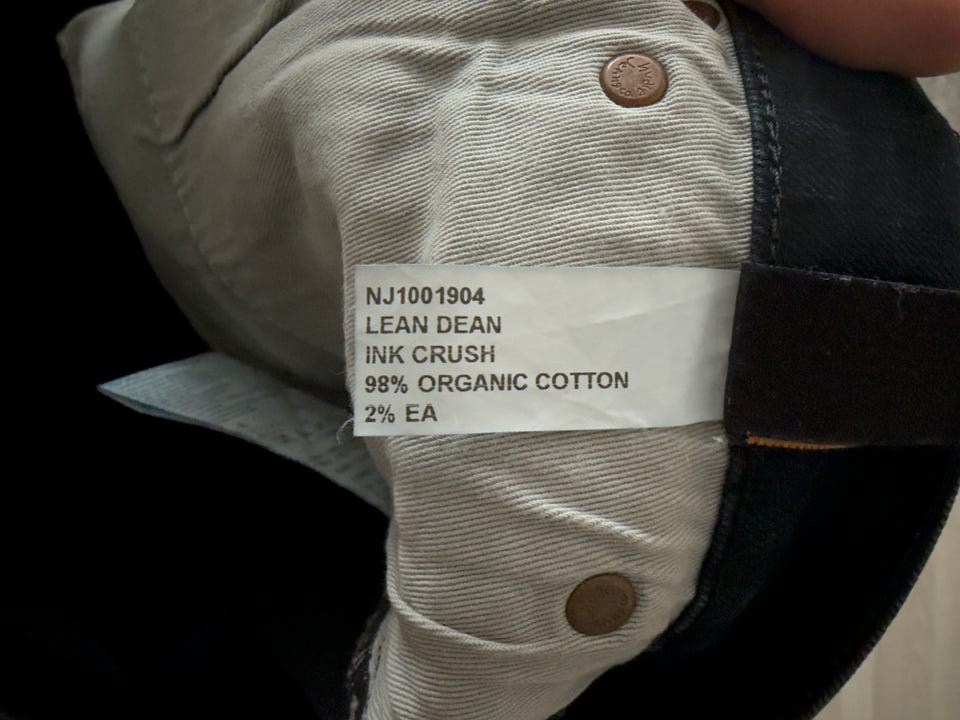 NJ1001904
LEAN DEAN
INK CRUSH
98% ORGANIC COTTON
2% EA